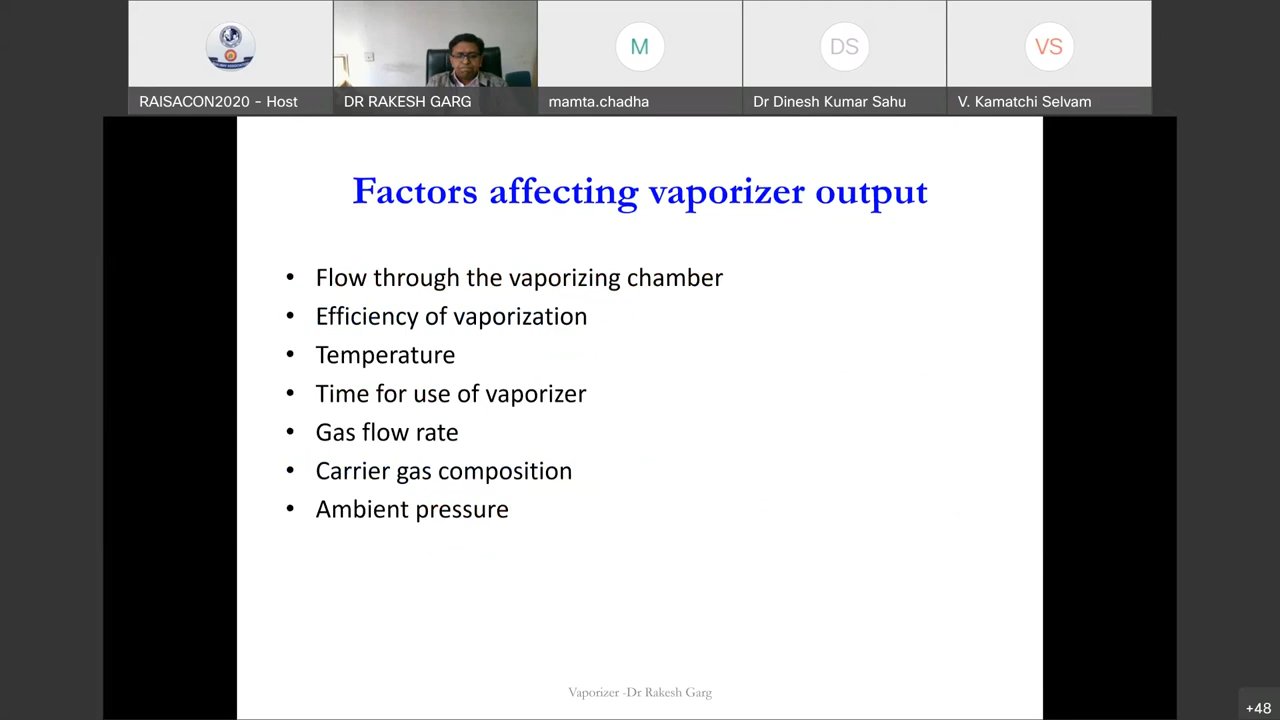 M
DS
VS
RAISACON2020 - Host
DR RAKESH GARG
mamta.chadha
Dr Dinesh Kumar Sahu
V. Kamatchi Selvam
Factors affecting vaporizer output
• Flow through the vaporizing chamber
• Efficiency of vaporization
• Temperature
• Time for use of vaporizer
• Gas flow rate
• Carrier gas composition
• Ambient pressure
Vaporizer -Dr Rakesh Garg
+48